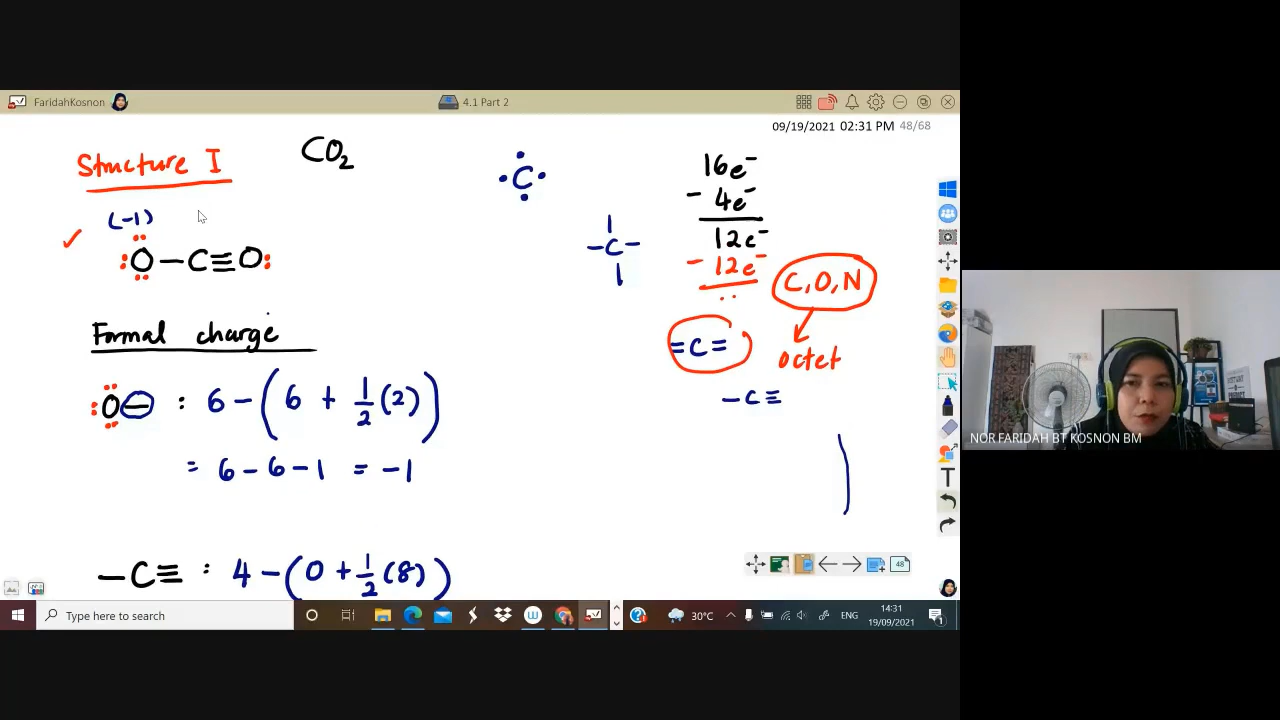 FaridahKosnon
4.1 Part 2
09/19/2021 02:31 PM 48/68
Structure I
CO2
C
16e⁻
- 4e⁻
12e⁻
- 12e⁻
C, O, N
octet
(-1)
O — C ≡ O
— C —
= C =
— C ≡
Formal charge
O — : 6 - ( 6 + 1/2 (2) )
= 6 - 6 - 1 = -1
— C ≡ : 4 - ( 0 + 1/2 (8) )
NOR FARIDAH BT KOSNON BM
T
48
Type here to search
30°C
ENG
14:31
19/09/2021
1